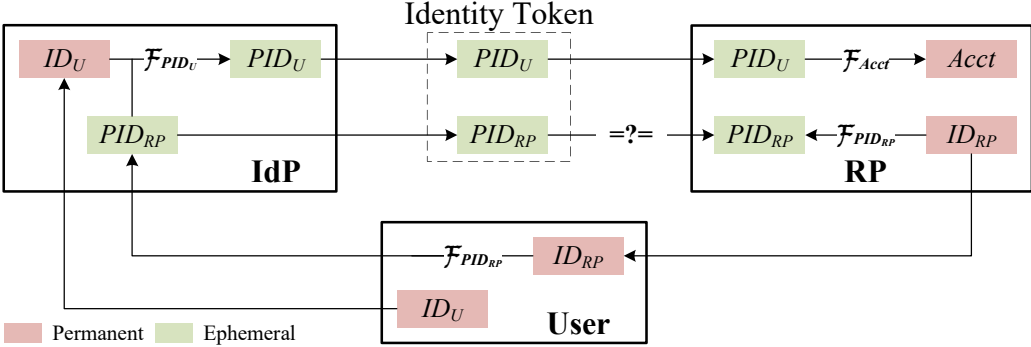 Identity Token
ID_U ℱ_PID_U PID_U PID_U PID_U ℱ_Acct Acct
PID_RP PID_RP =?= PID_RP ℱ_PID_RP ID_RP
IdP RP
ℱ_PID_RP ID_RP
ID_U
User
Permanent Ephemeral